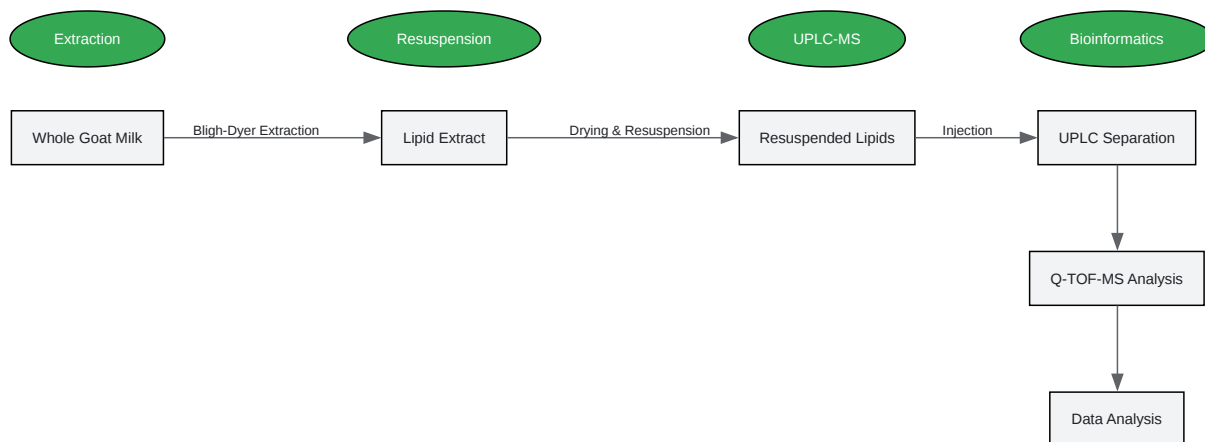 Extraction
Resuspension
UPLC-MS
Bioinformatics
Whole Goat Milk
Bligh-Dyer Extraction
Lipid Extract
Drying & Resuspension
Resuspended Lipids
Injection
UPLC Separation
Q-TOF-MS Analysis
Data Analysis